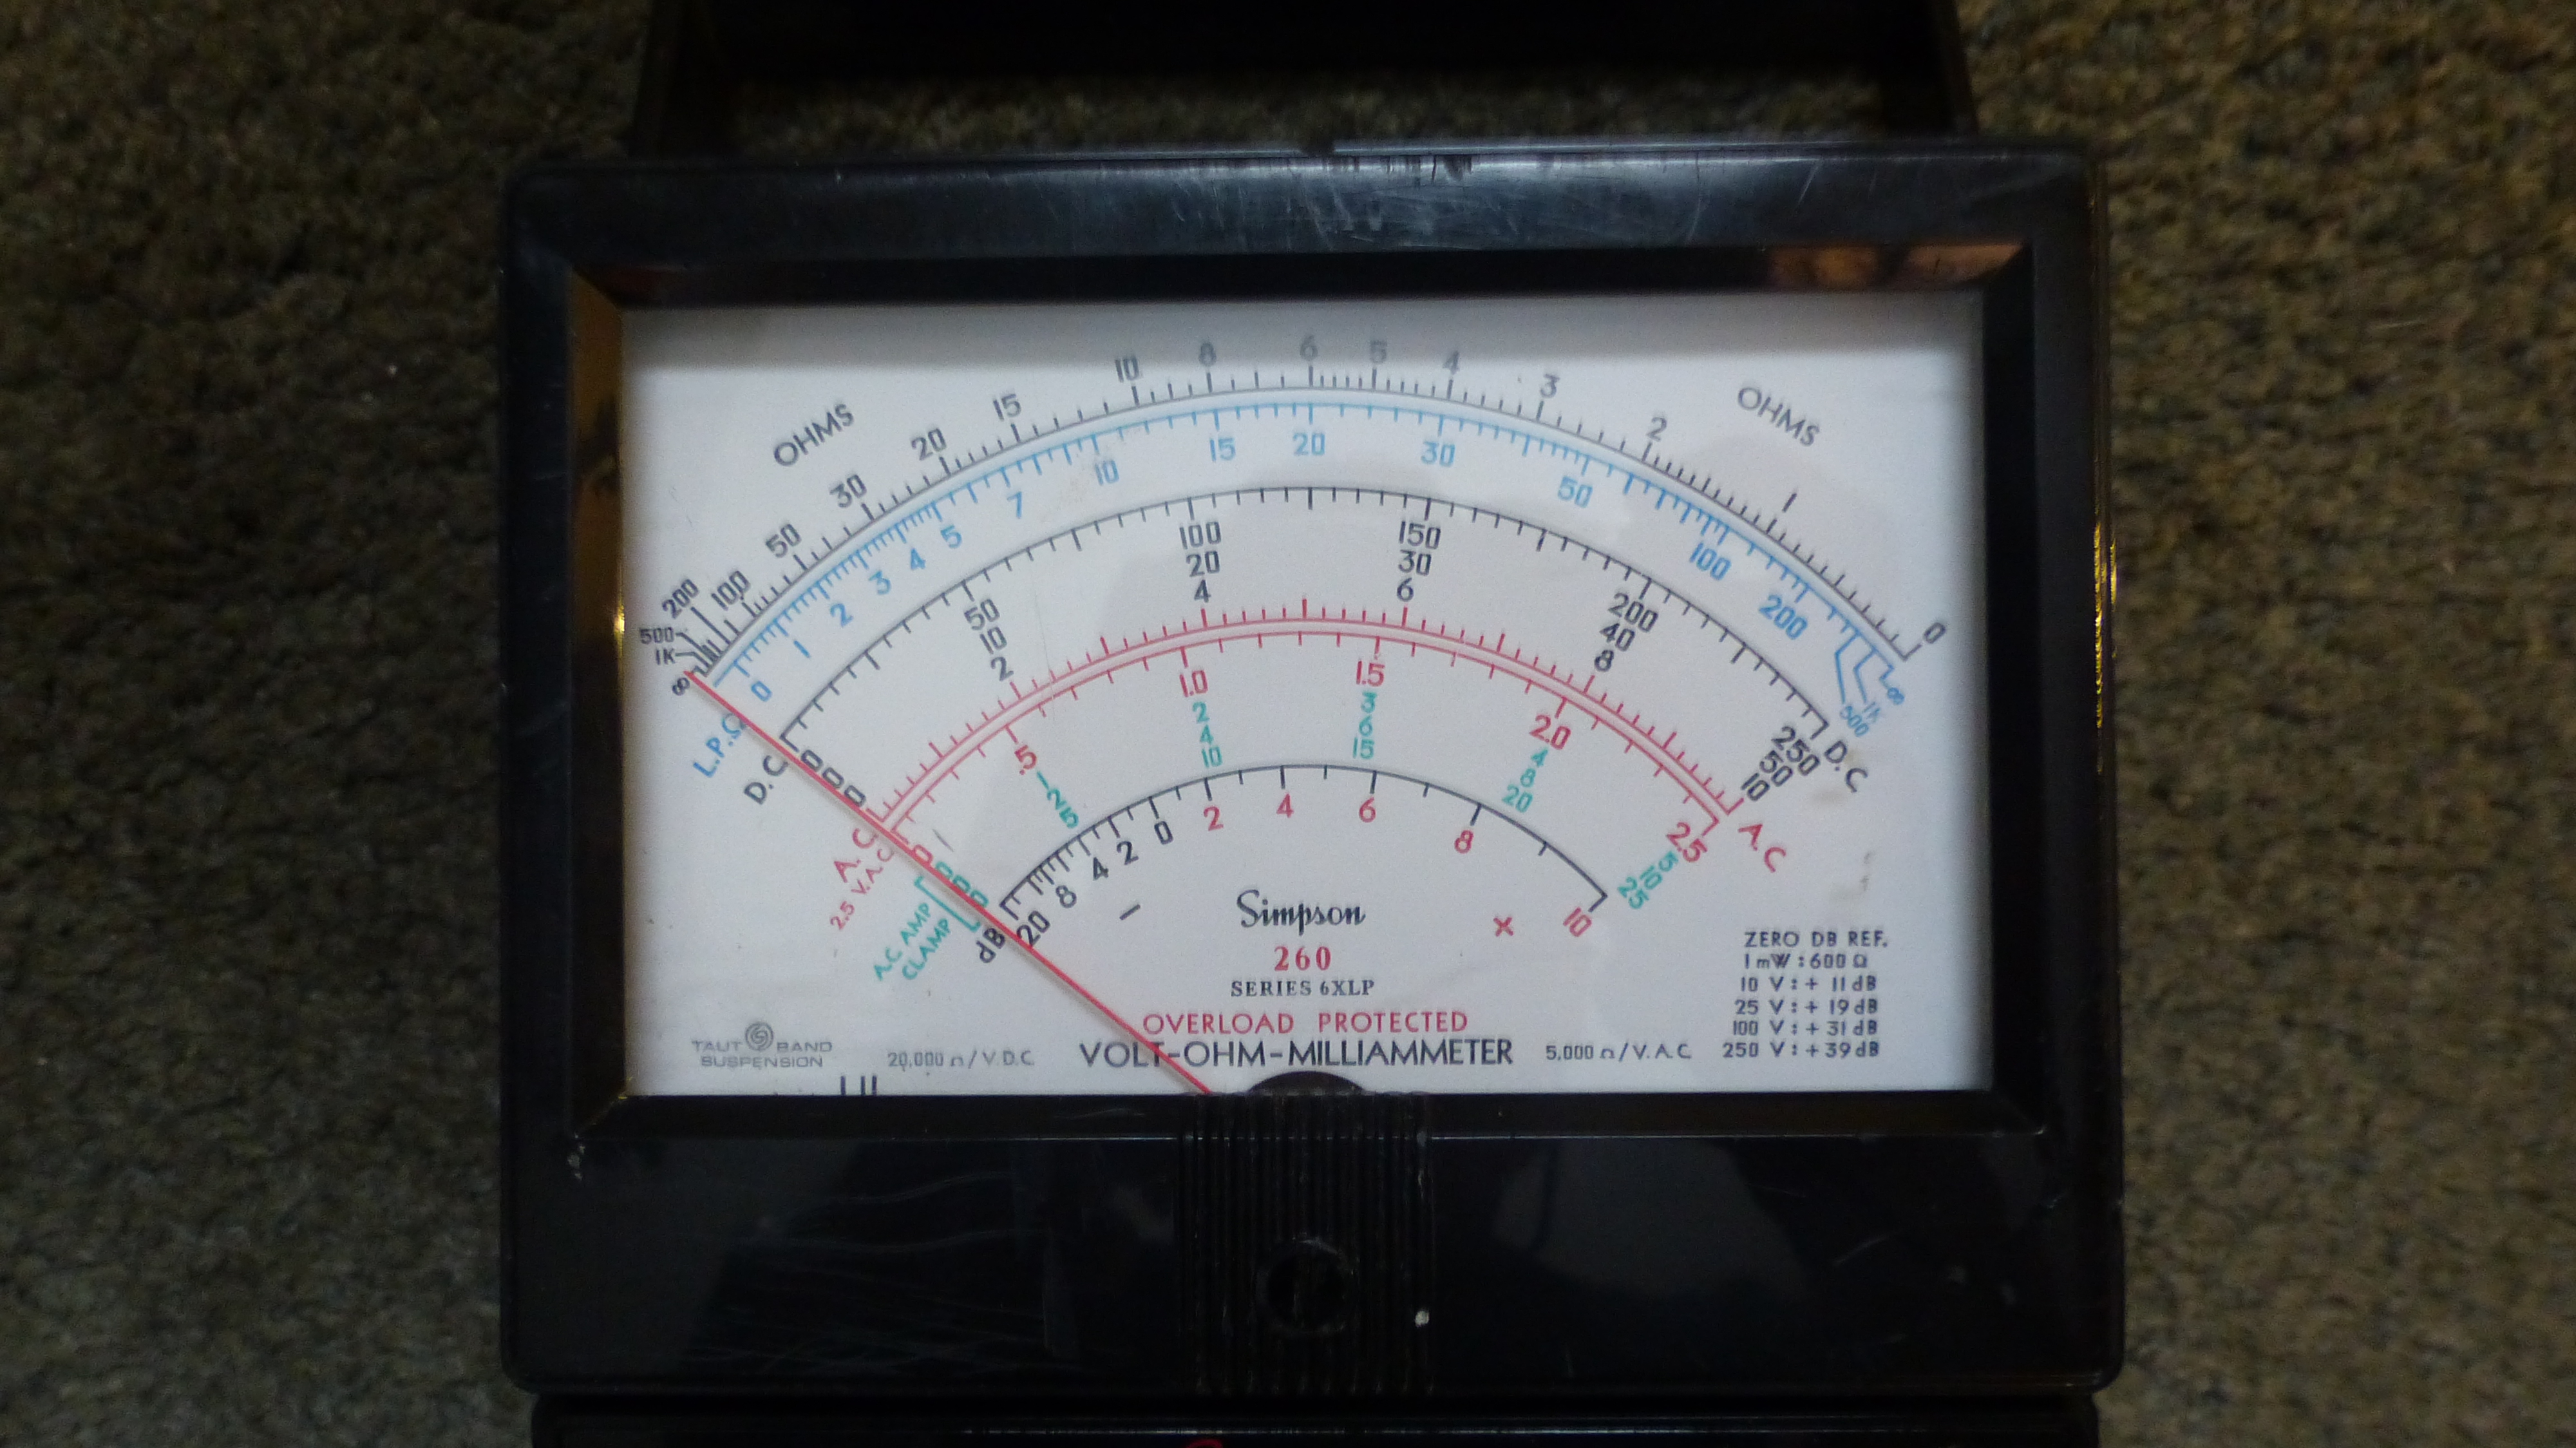 OHMS
OHMS
∞ 1K 500 200 100 50 30 20 15 10 8 6 5 4 3 2 1 0
L.P.Ω 0 1 2 3 4 5 7 10 15 20 30 50 100 200 500 1K ∞
D.C 0 50 100 150 200 250 D.C
0 10 20 30 40 50
0 2 4 6 8 10
A.C A.C
2.5 V.A.C 0 .5 1.0 1.5 2.0 2.5
A.C. AMP
CLAMP
0 1 2 3 4 5
0 2 4 6 8 10
0 5 10 15 20 25
dB 20 8 4 2 0 2 4 6 8 10
− +
Simpson
260
SERIES 6XLP
OVERLOAD PROTECTED
VOLT-OHM-MILLIAMMETER
TAUT S BAND
SUSPENSION
20,000 Ω/V.D.C
5,000 Ω/V.A.C
ZERO DB REF.
1 mW : 600 Ω
10 V : + 11 dB
25 V : + 19 dB
100 V : + 31 dB
250 V : + 39 dB